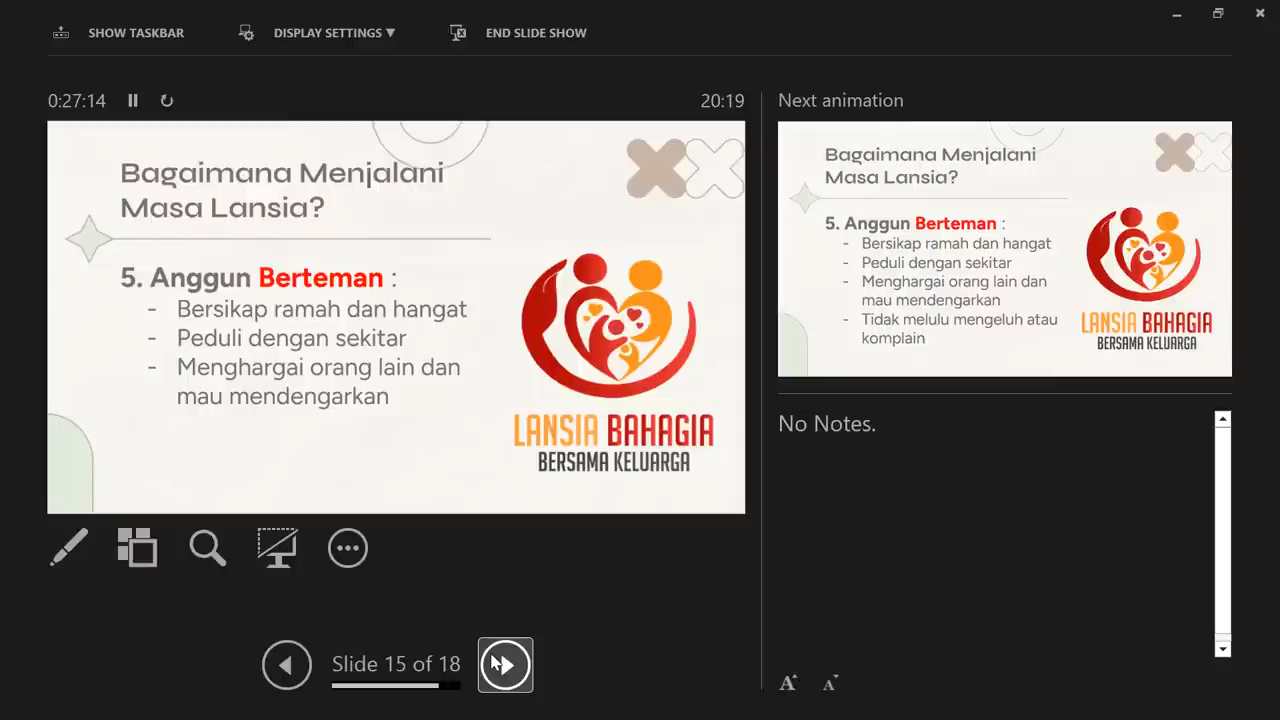 SHOW TASKBAR
DISPLAY SETTINGS ▼
END SLIDE SHOW
0:27:14
20:19
Bagaimana Menjalani
Masa Lansia?
5. Anggun Berteman :
- Bersikap ramah dan hangat
- Peduli dengan sekitar
- Menghargai orang lain dan
mau mendengarkan
LANSIA BAHAGIA
BERSAMA KELUARGA
Next animation
Bagaimana Menjalani
Masa Lansia?
5. Anggun Berteman :
- Bersikap ramah dan hangat
- Peduli dengan sekitar
- Menghargai orang lain dan
mau mendengarkan
- Tidak melulu mengeluh atau
komplain
LANSIA BAHAGIA
BERSAMA KELUARGA
No Notes.
Slide 15 of 18
A A